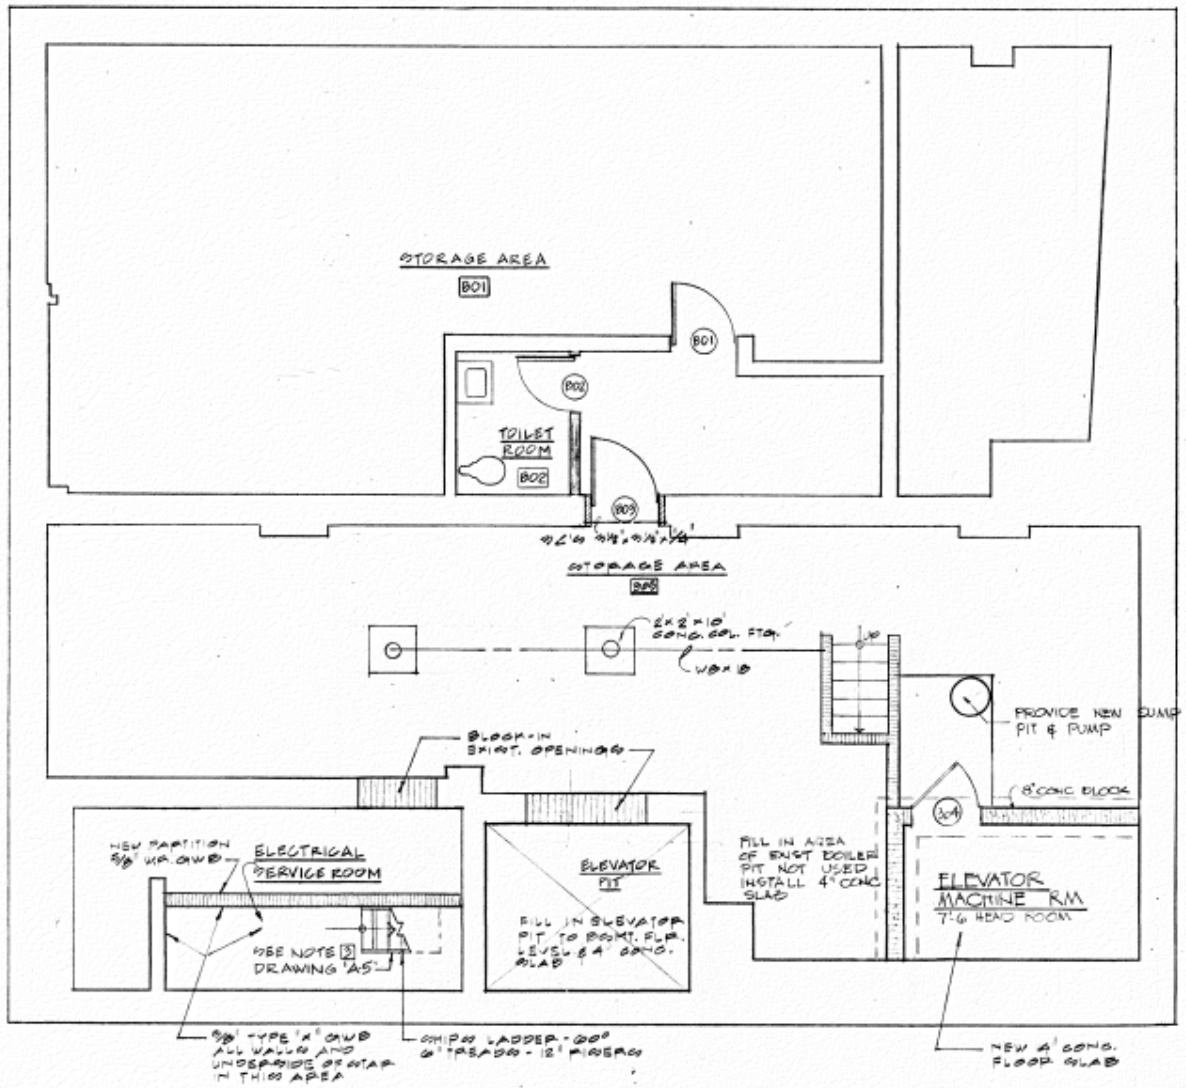 STORAGE AREA
B01
B01
B02
TOILET
ROOM
B02
B03
STORAGE AREA
2'x2'x10"
CONC. COL. FTG.
W8x18
UP
PROVIDE NEW SUMP
PIT & PUMP
BLOCK-IN
EXIST. OPENINGS
8" CONC BLOCK
304
NEW PARTITION
ELECTRICAL
SERVICE ROOM
ELEVATOR
PIT
FILL IN AREA
OF EXIST BOILER
PIT NOT USED
INSTALL 4" CONC
SLAB
ELEVATOR
MACHINE RM
7'-6 HEAD ROOM
FILL IN ELEVATOR
PIT TO BSMT. FLR.
LEVEL & 4" CONC.
SLAB
SEE NOTE 3
DRAWING 'A-5'
5/8" TYPE 'X' GWB
ALL WALLS AND
UNDERSIDE OF STAIR
IN THIS AREA
SHIPS LADDER - 60°
6" TREADS - 12" RISERS
NEW 4" CONC.
FLOOR SLAB